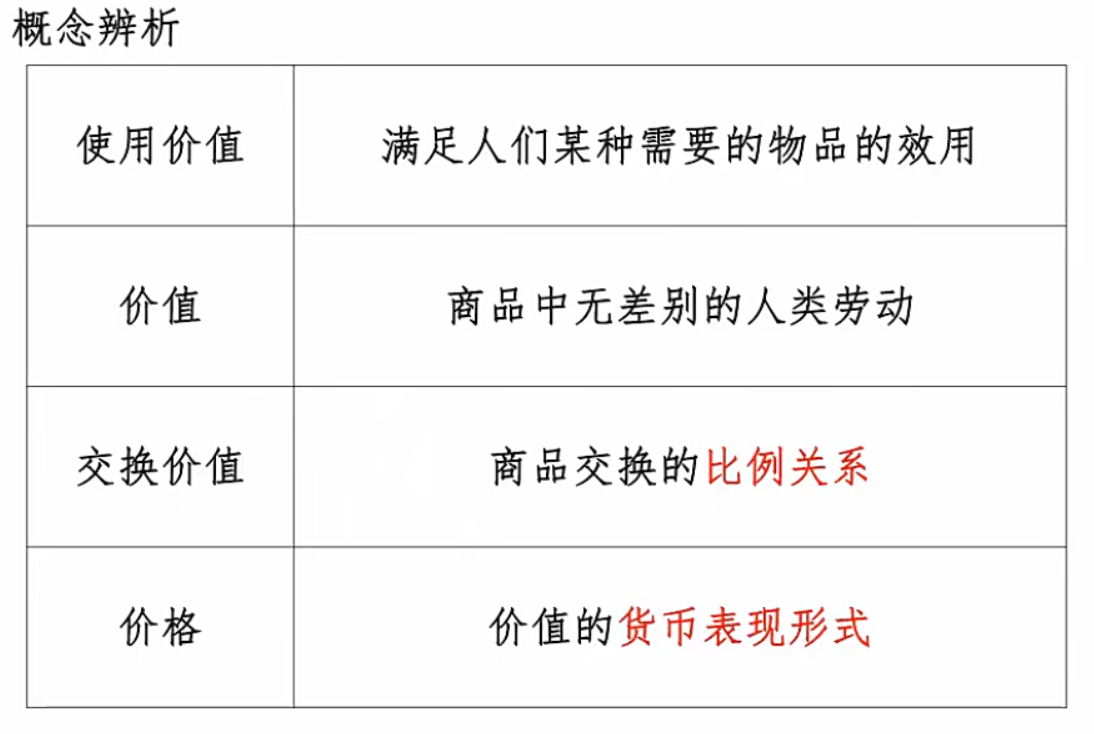 概念辨析
使用价值
满足人们某种需要的物品的效用
价值
商品中无差别的人类劳动
交换价值
商品交换的比例关系
价格
价值的货币表现形式